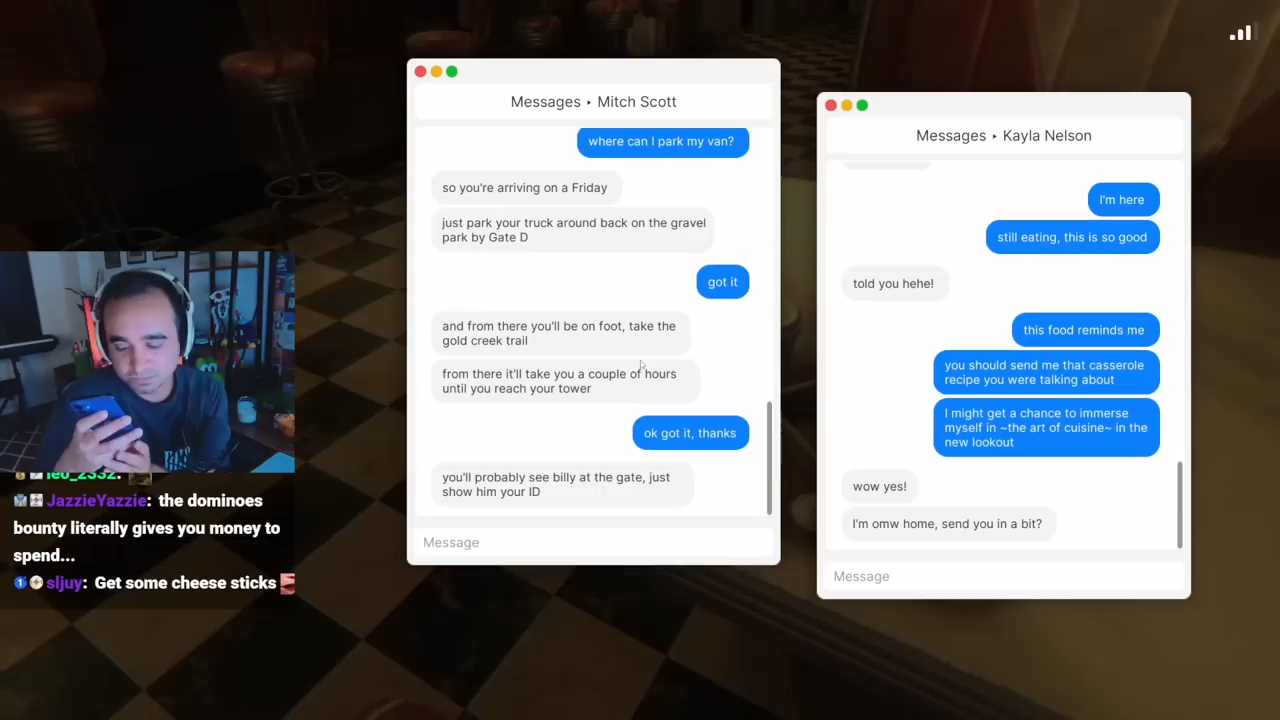 Messages ‣ Mitch Scott
where can I park my van?
so you're arriving on a Friday
just park your truck around back on the gravel
park by Gate D
got it
and from there you'll be on foot, take the
gold creek trail
from there it'll take you a couple of hours
until you reach your tower
ok got it, thanks
you'll probably see billy at the gate, just
show him your ID
Message
Messages ‣ Kayla Nelson
I'm here
still eating, this is so good
told you hehe!
this food reminds me
you should send me that casserole
recipe you were talking about
I might get a chance to immerse
myself in ~the art of cuisine~ in the
new lookout
wow yes!
I'm omw home, send you in a bit?
Message
leo_2332:
JazzieYazzie: the dominoes
bounty literally gives you money to
spend...
sljuy: Get some cheese sticks